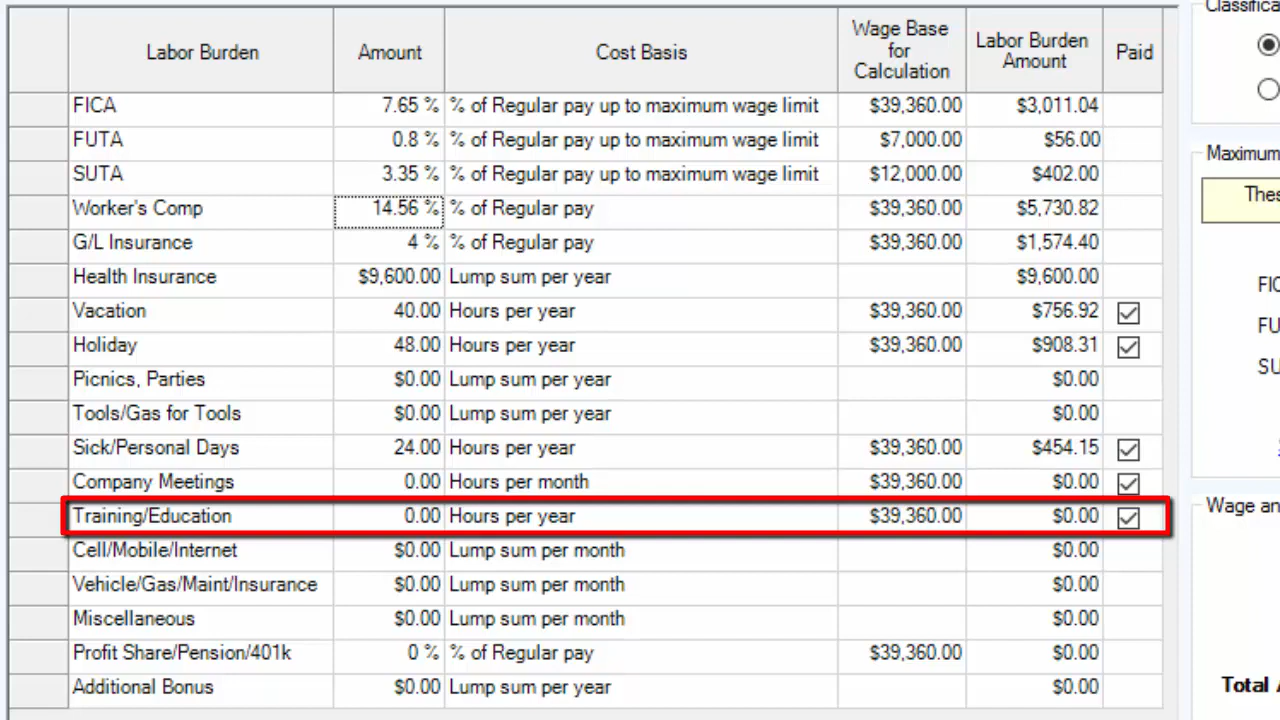 Labor Burden Amount Cost Basis Wage Base for Calculation Labor Burden Amount Paid
FICA 7.65 % % of Regular pay up to maximum wage limit $39,360.00 $3,011.04
FUTA 0.8 % % of Regular pay up to maximum wage limit $7,000.00 $56.00
SUTA 3.35 % % of Regular pay up to maximum wage limit $12,000.00 $402.00
Worker's Comp 14.56 % % of Regular pay $39,360.00 $5,730.82
G/L Insurance 4 % % of Regular pay $39,360.00 $1,574.40
Health Insurance $9,600.00 Lump sum per year $9,600.00
Vacation 40.00 Hours per year $39,360.00 $756.92
Holiday 48.00 Hours per year $39,360.00 $908.31
Picnics, Parties $0.00 Lump sum per year $0.00
Tools/Gas for Tools $0.00 Lump sum per year $0.00
Sick/Personal Days 24.00 Hours per year $39,360.00 $454.15
Company Meetings 0.00 Hours per month $39,360.00 $0.00
Training/Education 0.00 Hours per year $39,360.00 $0.00
Cell/Mobile/Internet $0.00 Lump sum per month $0.00
Vehicle/Gas/Maint/Insurance $0.00 Lump sum per month $0.00
Miscellaneous $0.00 Lump sum per month $0.00
Profit Share/Pension/401k 0 % % of Regular pay $39,360.00 $0.00
Additional Bonus $0.00 Lump sum per year $0.00
Maximum
Wage an
Total